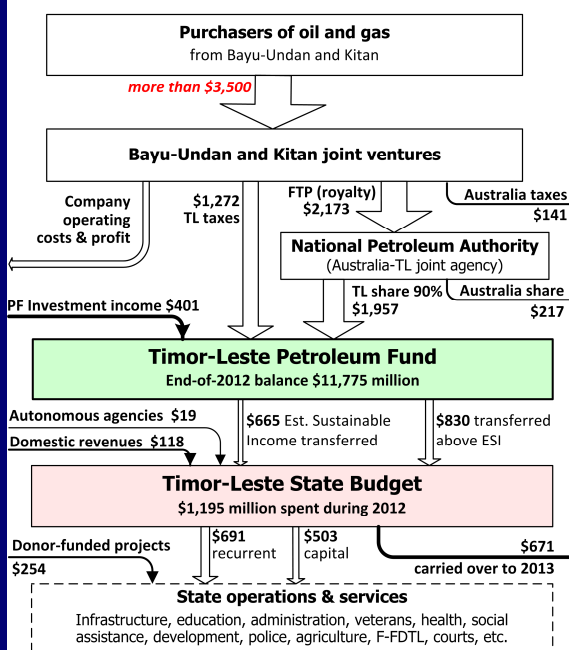 Purchasers of oil and gas
from Bayu-Undan and Kitan
more than $3,500
Bayu-Undan and Kitan joint ventures
Company
operating
costs & profit
$1,272
TL taxes
FTP (royalty)
$2,173
Australia taxes
$141
National Petroleum Authority
(Australia-TL joint agency)
TL share 90%
$1,957
Australia share
$217
PF Investment income $401
Timor-Leste Petroleum Fund
End-of-2012 balance $11,775 million
Autonomous agencies $19
Domestic revenues $118
$665 Est. Sustainable
Income transferred
$830 transferred
above ESI
Timor-Leste State Budget
$1,195 million spent during 2012
Donor-funded projects
$254
$691
recurrent
$503
capital
$671
carried over to 2013
State operations & services
Infrastructure, education, administration, veterans, health, social
assistance, development, police, agriculture, F-FDTL, courts, etc.